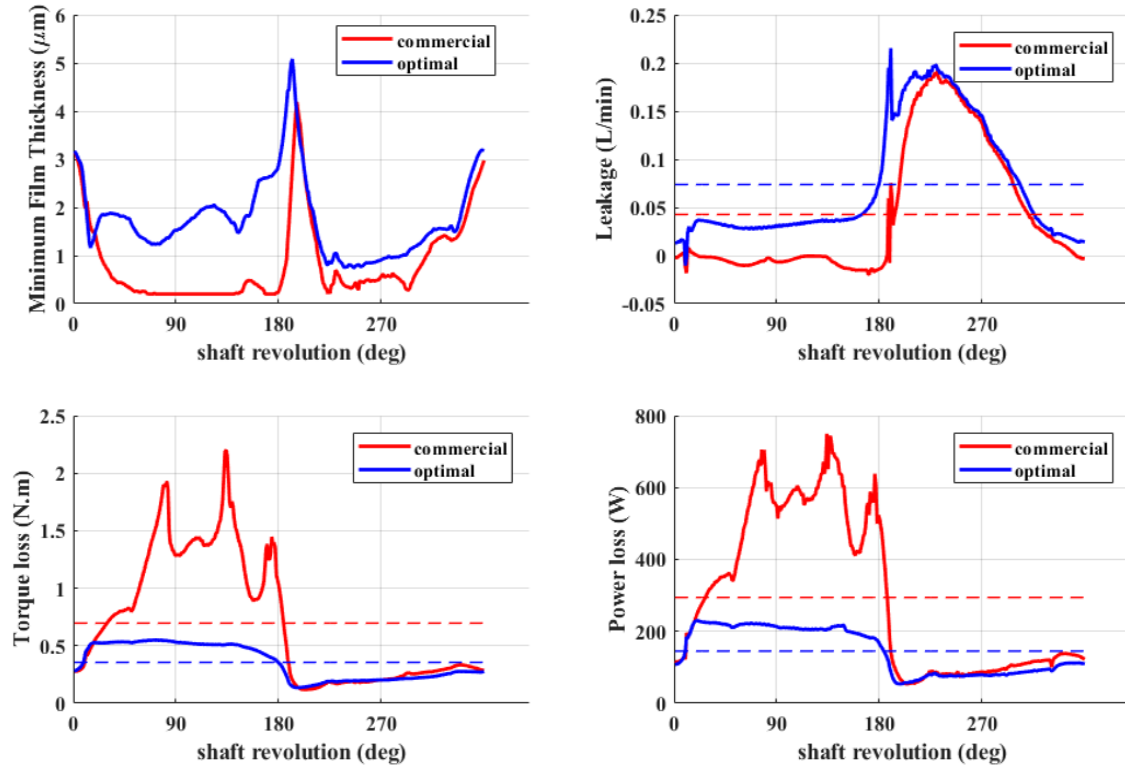 Minimum Film Thickness (μm)
6
5
4
3
2
1
0
0
90
180
270
shaft revolution (deg)
commercial
optimal
Leakage (L/min)
0.25
0.2
0.15
0.1
0.05
0
-0.05
0
90
180
270
shaft revolution (deg)
commercial
optimal
Torque loss (N.m)
2.5
2
1.5
1
0.5
0
0
90
180
270
shaft revolution (deg)
commercial
optimal
Power loss (W)
800
600
400
200
0
0
90
180
270
shaft revolution (deg)
commercial
optimal